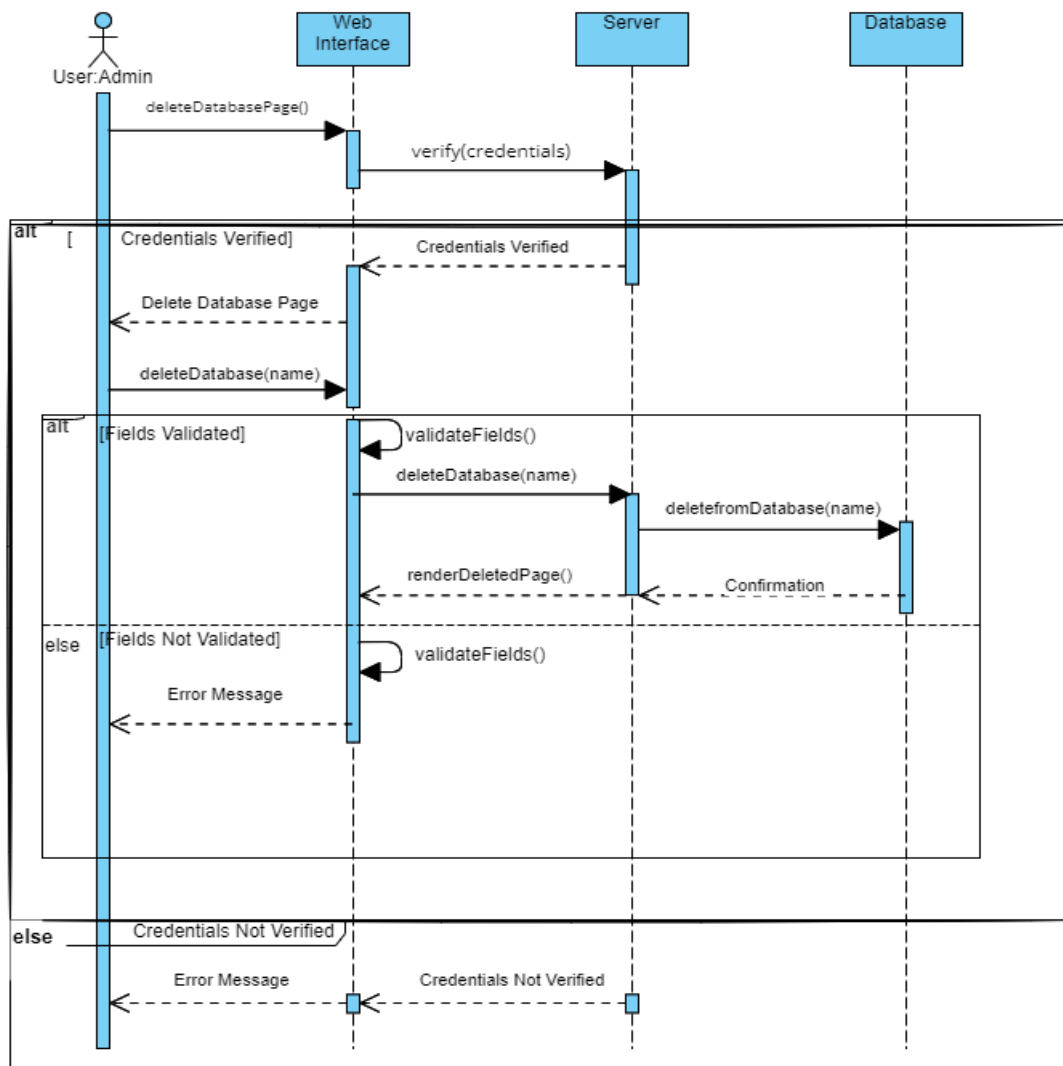 Web
Interface
Server
Database
User:Admin
deleteDatabasePage()
verify(credentials)
alt
[ Credentials Verified]
Credentials Verified
Delete Database Page
deleteDatabase(name)
alt
[Fields Validated]
validateFields()
deleteDatabase(name)
deletefromDatabase(name)
renderDeletedPage()
Confirmation
else
[Fields Not Validated]
validateFields()
Error Message
else
Credentials Not Verified
Error Message
Credentials Not Verified